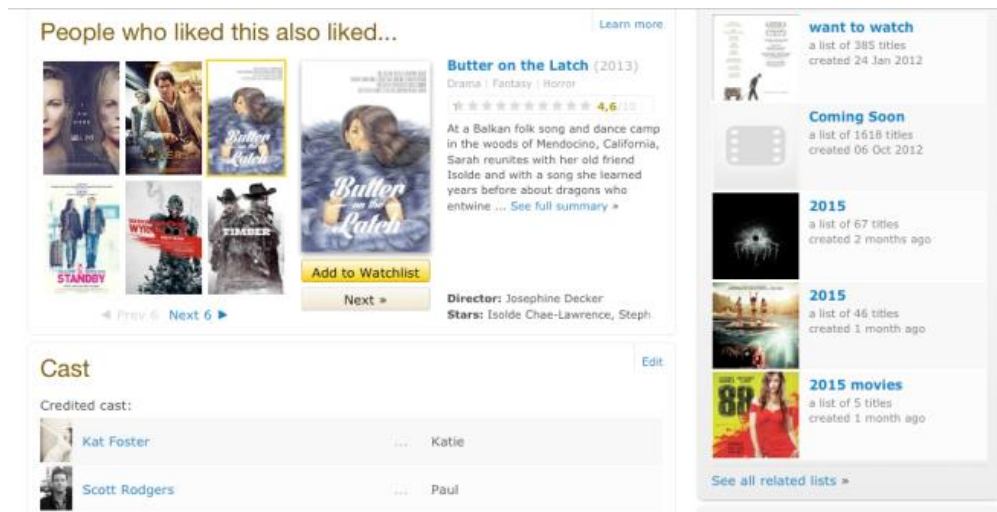 People who liked this also liked...
Learn more
Butter on the Latch (2013)
Drama | Fantasy | Horror
4,6/10
At a Balkan folk song and dance camp
in the woods of Mendocino, California,
Sarah reunites with her old friend
Isolde and with a song she learned
years before about dragons who
entwine ... See full summary »
Butter
on the
Latch
Butter
on the
Latch
STANDBY
TIMBER
Add to Watchlist
Next »
Director: Josephine Decker
Stars: Isolde Chae-Lawrence, Steph
◄ Prev 6 Next 6 ►
Cast
Edit
Credited cast:
Kat Foster ... Katie
Scott Rodgers ... Paul
want to watch
a list of 385 titles
created 24 Jan 2012
Coming Soon
a list of 1618 titles
created 06 Oct 2012
2015
a list of 67 titles
created 2 months ago
2015
a list of 46 titles
created 1 month ago
88
2015 movies
a list of 5 titles
created 1 month ago
See all related lists »